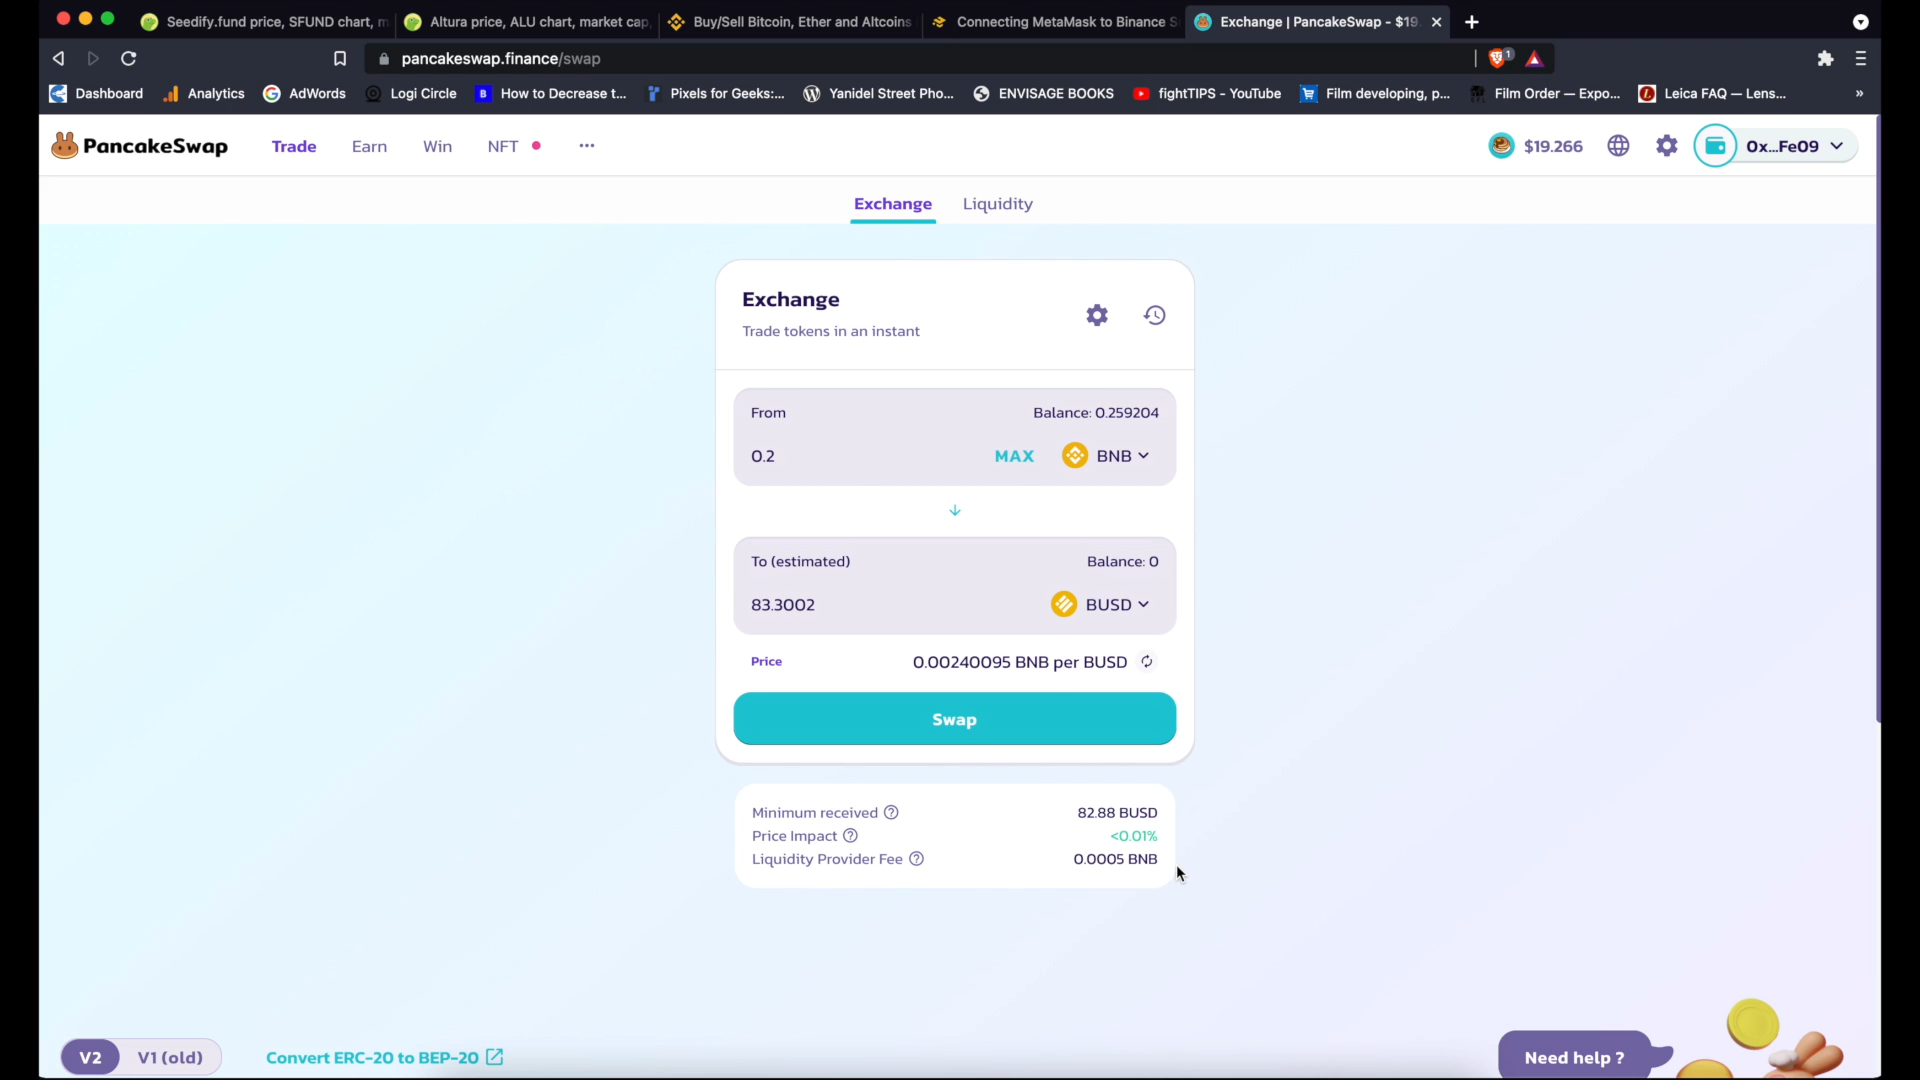 Seedify.fund price, SFUND chart, m
Altura price, ALU chart, market cap,
Buy/Sell Bitcoin, Ether and Altcoins
Connecting MetaMask to Binance S
Exchange | PancakeSwap - $19
pancakeswap.finance/swap
1
Dashboard
Analytics
AdWords
Logi Circle
How to Decrease t...
Pixels for Geeks:...
Yanidel Street Pho...
ENVISAGE BOOKS
fightTIPS - YouTube
Film developing, p...
Film Order — Expo...
Leica FAQ — Lens...
»
PancakeSwap
Trade
Earn
Win
NFT
$19.266
0x...Fe09
Exchange
Liquidity
Exchange
Trade tokens in an instant
From
Balance: 0.259204
0.2
MAX
BNB
To (estimated)
Balance: 0
83.3002
BUSD
Price
0.00240095 BNB per BUSD
Swap
Minimum received
82.88 BUSD
Price Impact
<0.01%
Liquidity Provider Fee
0.0005 BNB
V2
V1 (old)
Convert ERC-20 to BEP-20
Need help ?